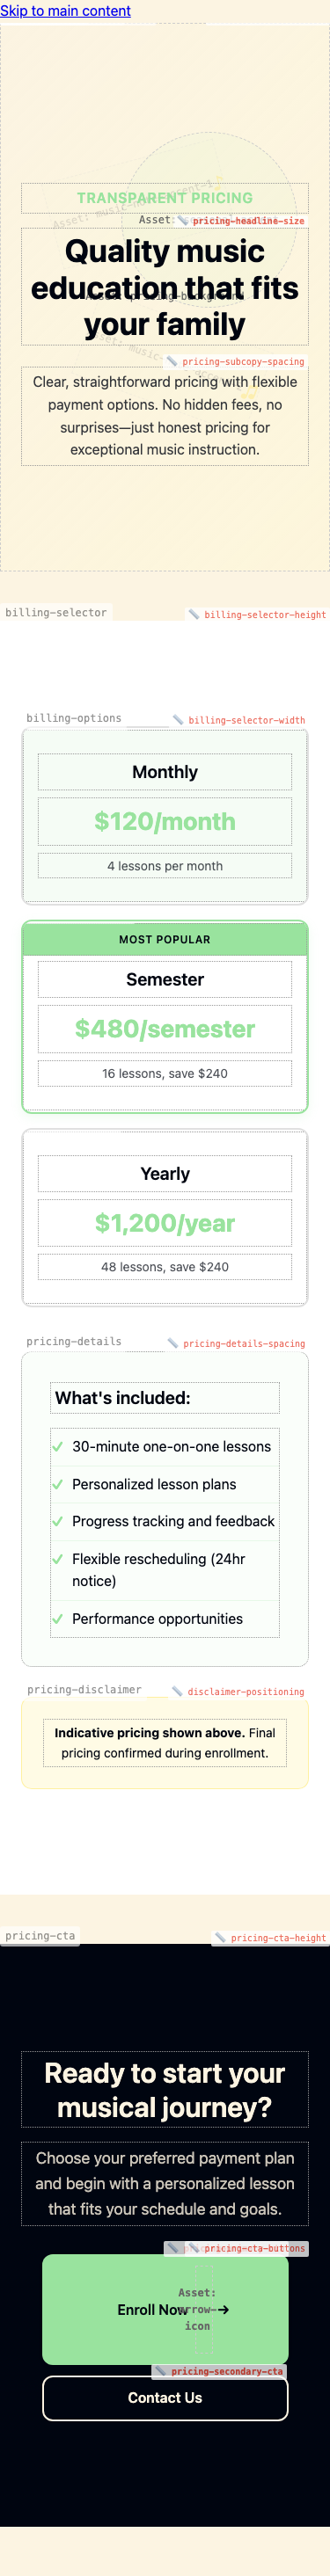 Skip to main content
TRANSPARENT PRICING
Asset:
pricing-headline-size
Quality music
education that fits
your family
pricing-subcopy-spacing
Clear, straightforward pricing with flexible
payment options. No hidden fees, no
surprises—just honest pricing for
exceptional music instruction.
billing-selector
billing-selector-height
billing-options
billing-selector-width
Monthly
$120/month
4 lessons per month
MOST POPULAR
Semester
$480/semester
16 lessons, save $240
Yearly
$1,200/year
48 lessons, save $240
pricing-details
pricing-details-spacing
What's included:
30-minute one-on-one lessons
Personalized lesson plans
Progress tracking and feedback
Flexible rescheduling (24hr
notice)
Performance opportunities
pricing-disclaimer
disclaimer-positioning
Indicative pricing shown above. Final
pricing confirmed during enrollment.
pricing-cta
pricing-cta-height
Ready to start your
musical journey?
Choose your preferred payment plan
and begin with a personalized lesson
that fits your schedule and goals.
pricing-cta-buttons
Asset:
Enroll Now
arrow-
icon
pricing-secondary-cta
Contact Us